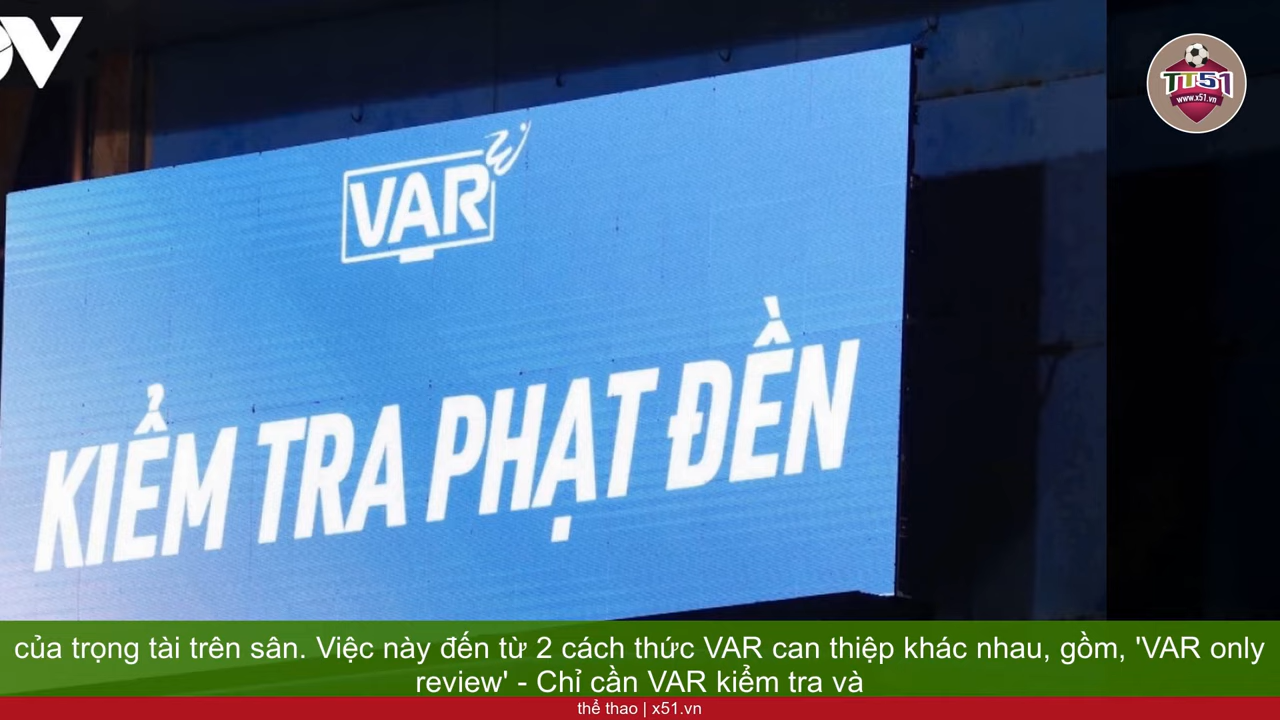 OV
TT51
www.x51.vn
VAR
KIỂM TRA PHẠT ĐỀN
của trọng tài trên sân. Việc này đến từ 2 cách thức VAR can thiệp khác nhau, gồm, 'VAR only
review' - Chỉ cần VAR kiểm tra và
thể thao | x51.vn